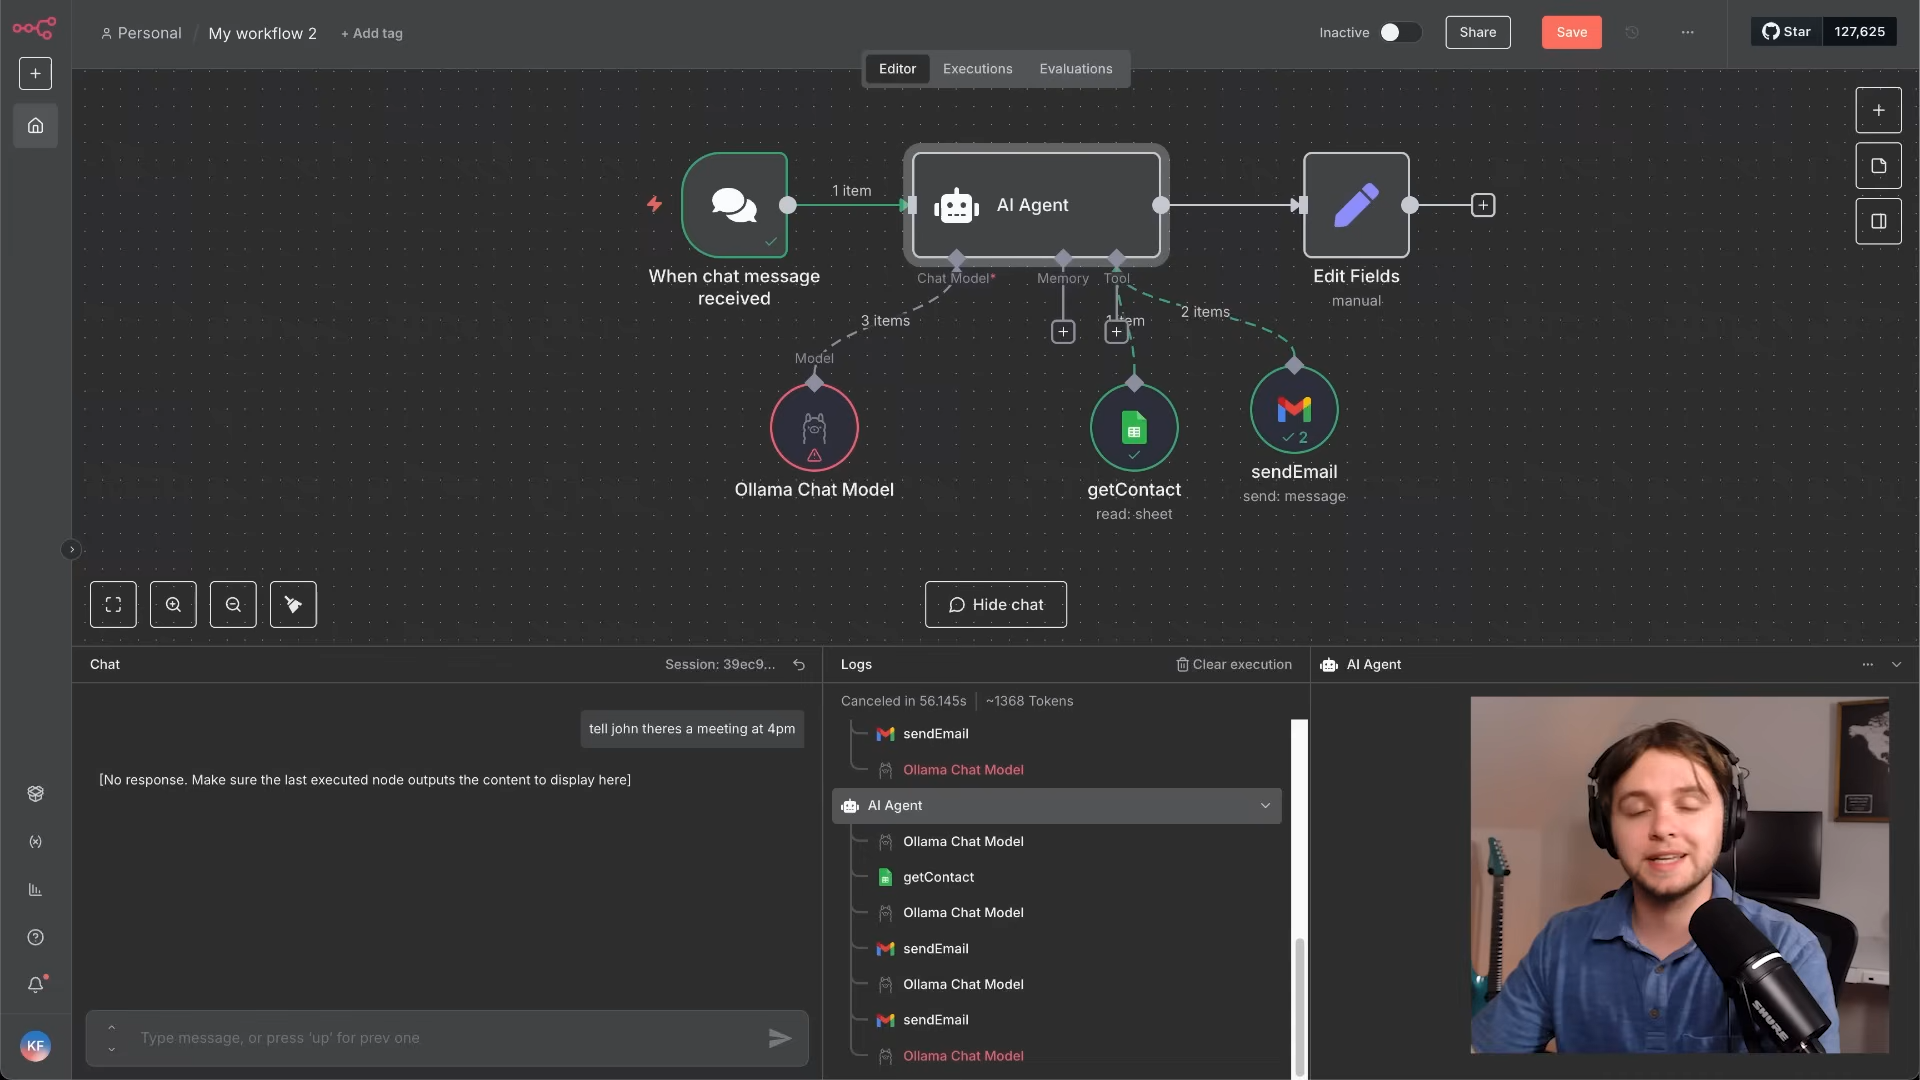 Personal / My workflow 2 + Add tag
Inactive
Share
Save
Star 127,625
Editor Executions Evaluations
1 item
AI Agent
When chat message
received
Chat Model*
Memory
Tool
Edit Fields
manual
3 items
1 item
2 items
Model
2
Ollama Chat Model
getContact
read: sheet
sendEmail
send: message
Hide chat
Chat
Session: 39ec9...
tell john theres a meeting at 4pm
[No response. Make sure the last executed node outputs the content to display here]
Type message, or press 'up' for prev one
KF
Logs
Clear execution
Canceled in 56.145s | ~1368 Tokens
sendEmail
Ollama Chat Model
AI Agent
Ollama Chat Model
getContact
Ollama Chat Model
sendEmail
Ollama Chat Model
sendEmail
Ollama Chat Model
AI Agent
SHURE